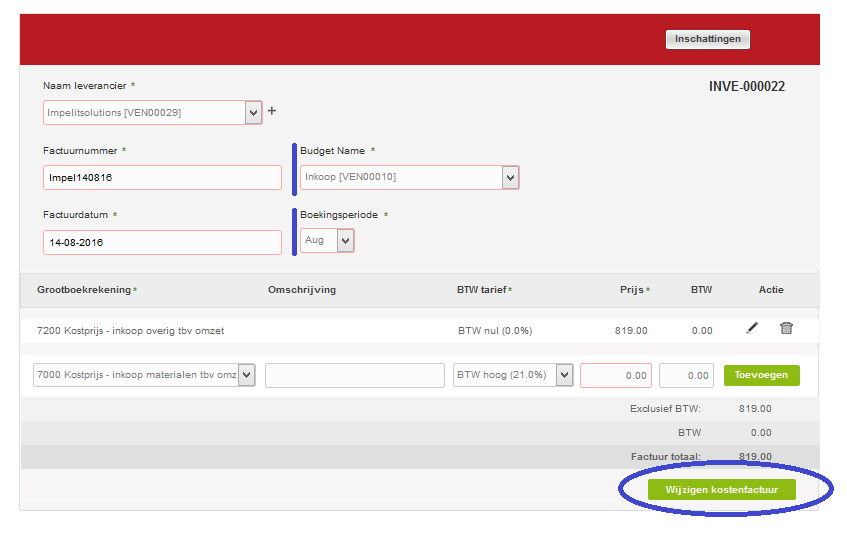 Inschattingen
Naam leverancier *
INVE-000022
Impelitsolutions [VEN00029]
+
Factuurnummer *
Budget Name *
Impel140816
Inkoop [VEN00010]
Factuurdatum *
Boekingsperiode *
14-08-2016
Aug
Grootboekrekening* Omschrijving BTW tarief* Prijs* BTW Actie
7200 Kostprijs - inkoop overig tbv omzet BTW nul (0.0%) 819.00 0.00
7000 Kostprijs - inkoop materialen tbv omz BTW hoog (21.0%) 0.00 0.00 Toevoegen
Exclusief BTW: 819.00
BTW 0.00
Factuur totaal: 819.00
Wijzigen kostenfactuur